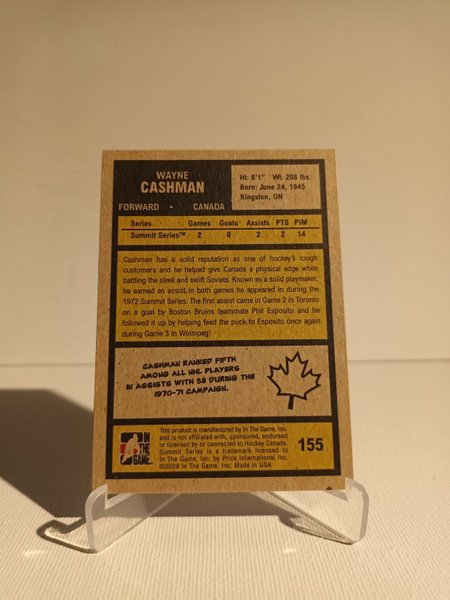 WAYNE
CASHMAN
FORWARD • CANADA
Ht: 6'1" Wt: 208 lbs
Born: June 24, 1945
Kingston, ON
Series Games Goals Assists PTS PIM
Summit Series™ 2 0 2 2 14
Cashman has a solid reputation as one of hockey's tough
customers and he helped give Canada a physical edge while
battling the sleek and swift Soviets. Known as a solid playmaker,
he earned an assist in both games he appeared in during the
1972 Summit Series. The first assist came in Game 2 in Toronto
on a goal by Boston Bruins teammate Phil Esposito and he
followed it up by helping feed the puck to Esposito once again
during Game 3 in Winnipeg!
CASHMAN RANKED FIFTH
AMONG ALL NHL PLAYERS
IN ASSISTS WITH 58 DURING THE
1970-71 CAMPAIGN.
IN
THE
GAME
This product is manufactured by In The Game, Inc
and is not affiliated with, sponsored, endorsed
or licensed by or connected to Hockey Canada.
Summit Series is a trademark licensed to
In The Game, Inc. by Price International Inc.
©2009 In The Game, Inc. Made in USA.
155